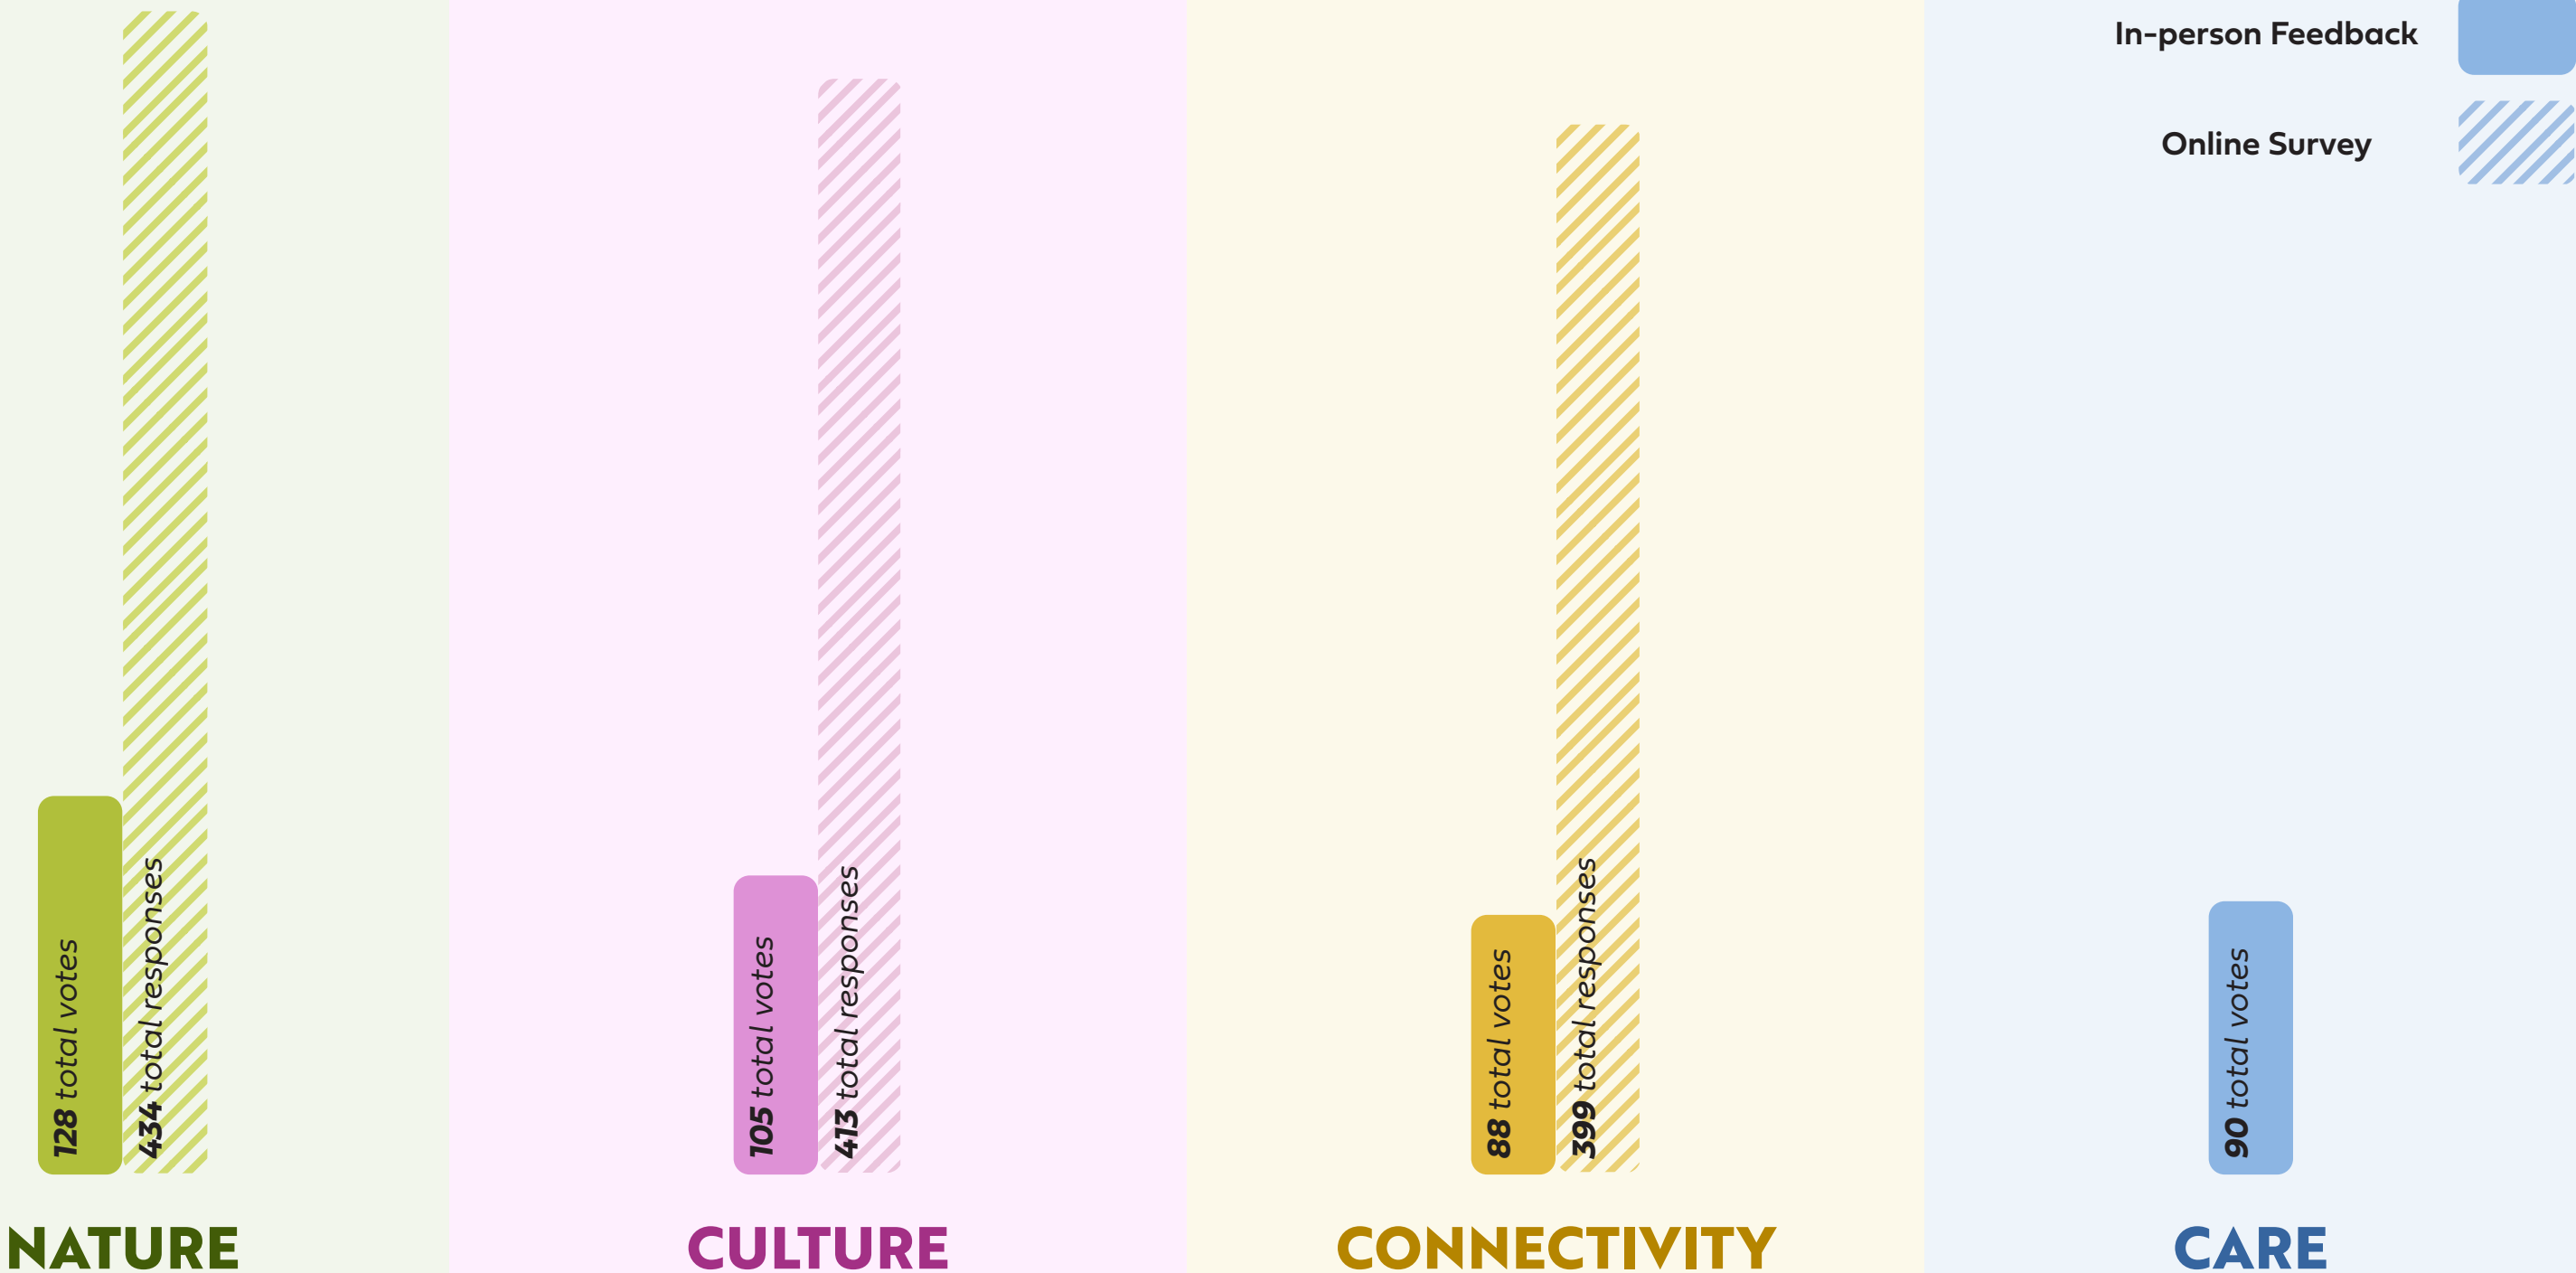 In-person Feedback
Online Survey
128 total votes
434 total responses
105 total votes
413 total responses
88 total votes
399 total responses
90 total votes
NATURE
CULTURE
CONNECTIVITY
CARE